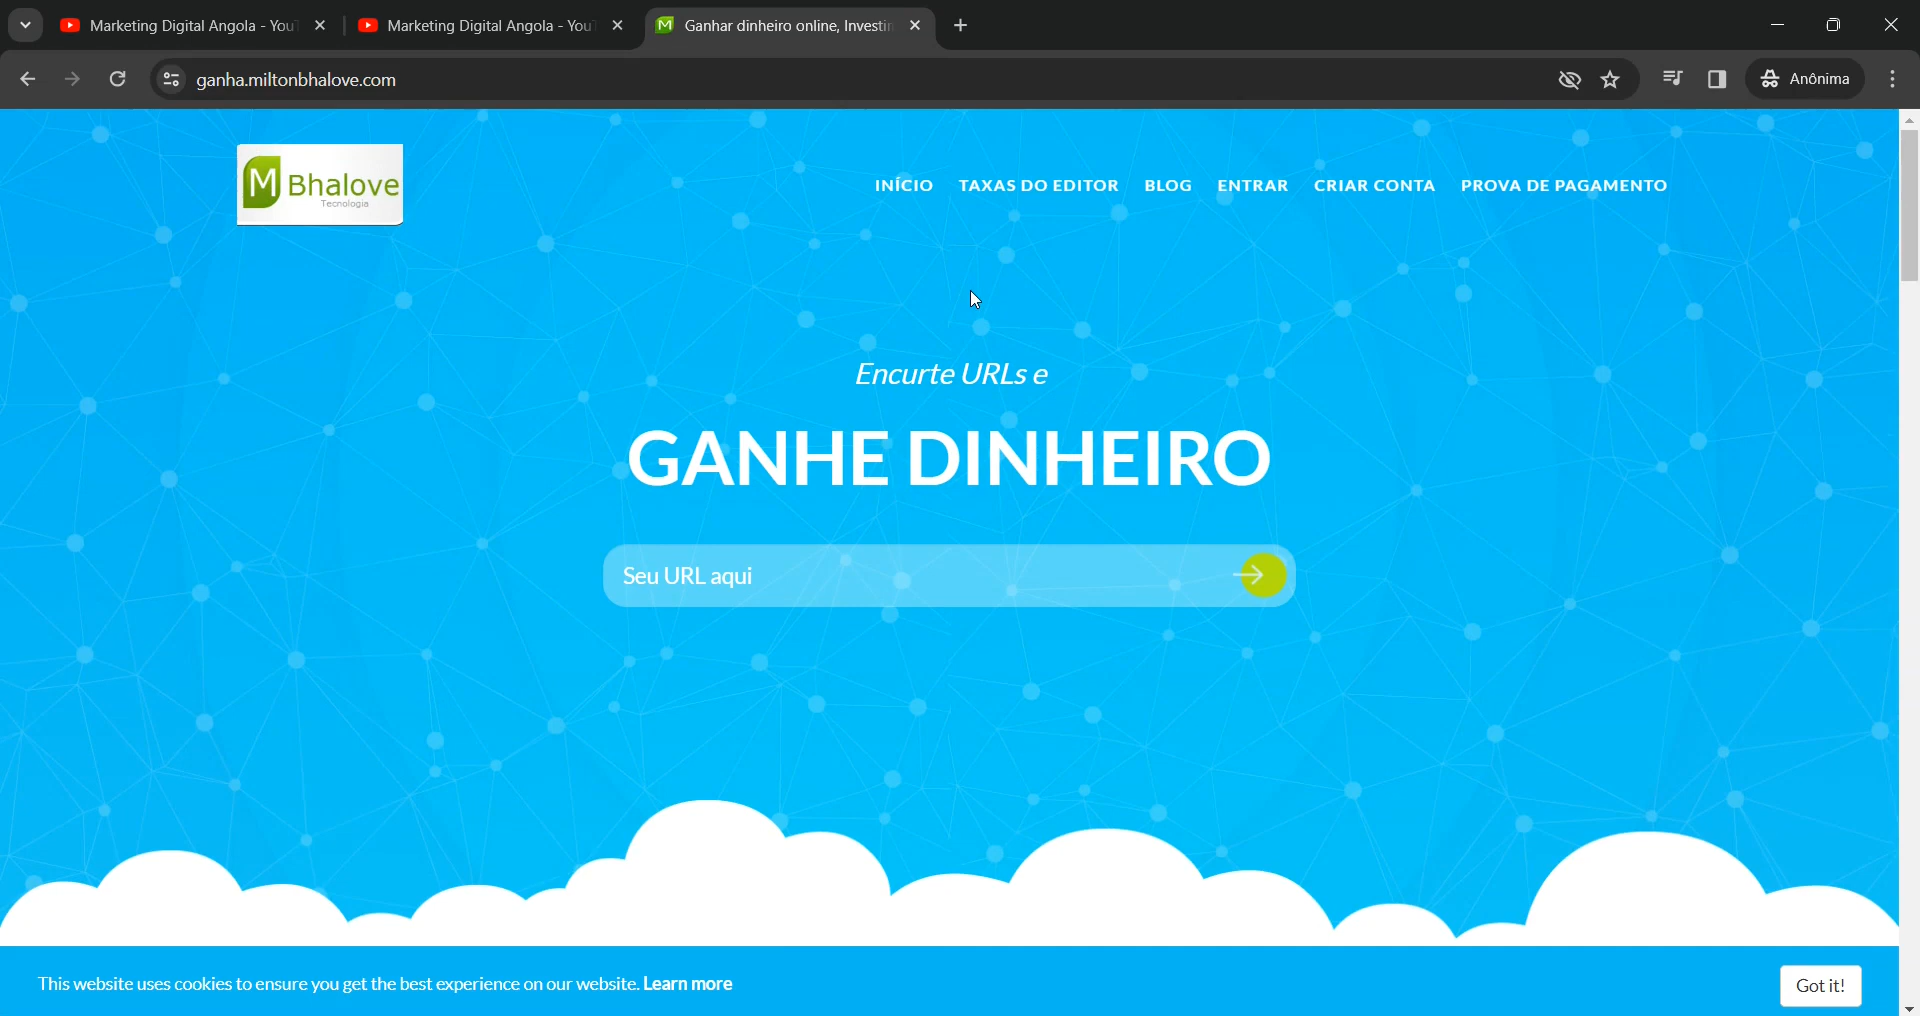 Marketing Digital Angola - You
Marketing Digital Angola - You
Ganhar dinheiro online, Investin
ganha.miltonbhalove.com
Anônima
M Bhalove
Tecnologia
INÍCIO
TAXAS DO EDITOR
BLOG
ENTRAR
CRIAR CONTA
PROVA DE PAGAMENTO
Encurte URLs e
GANHE DINHEIRO
Seu URL aqui
This website uses cookies to ensure you get the best experience on our website. Learn more
Got it!